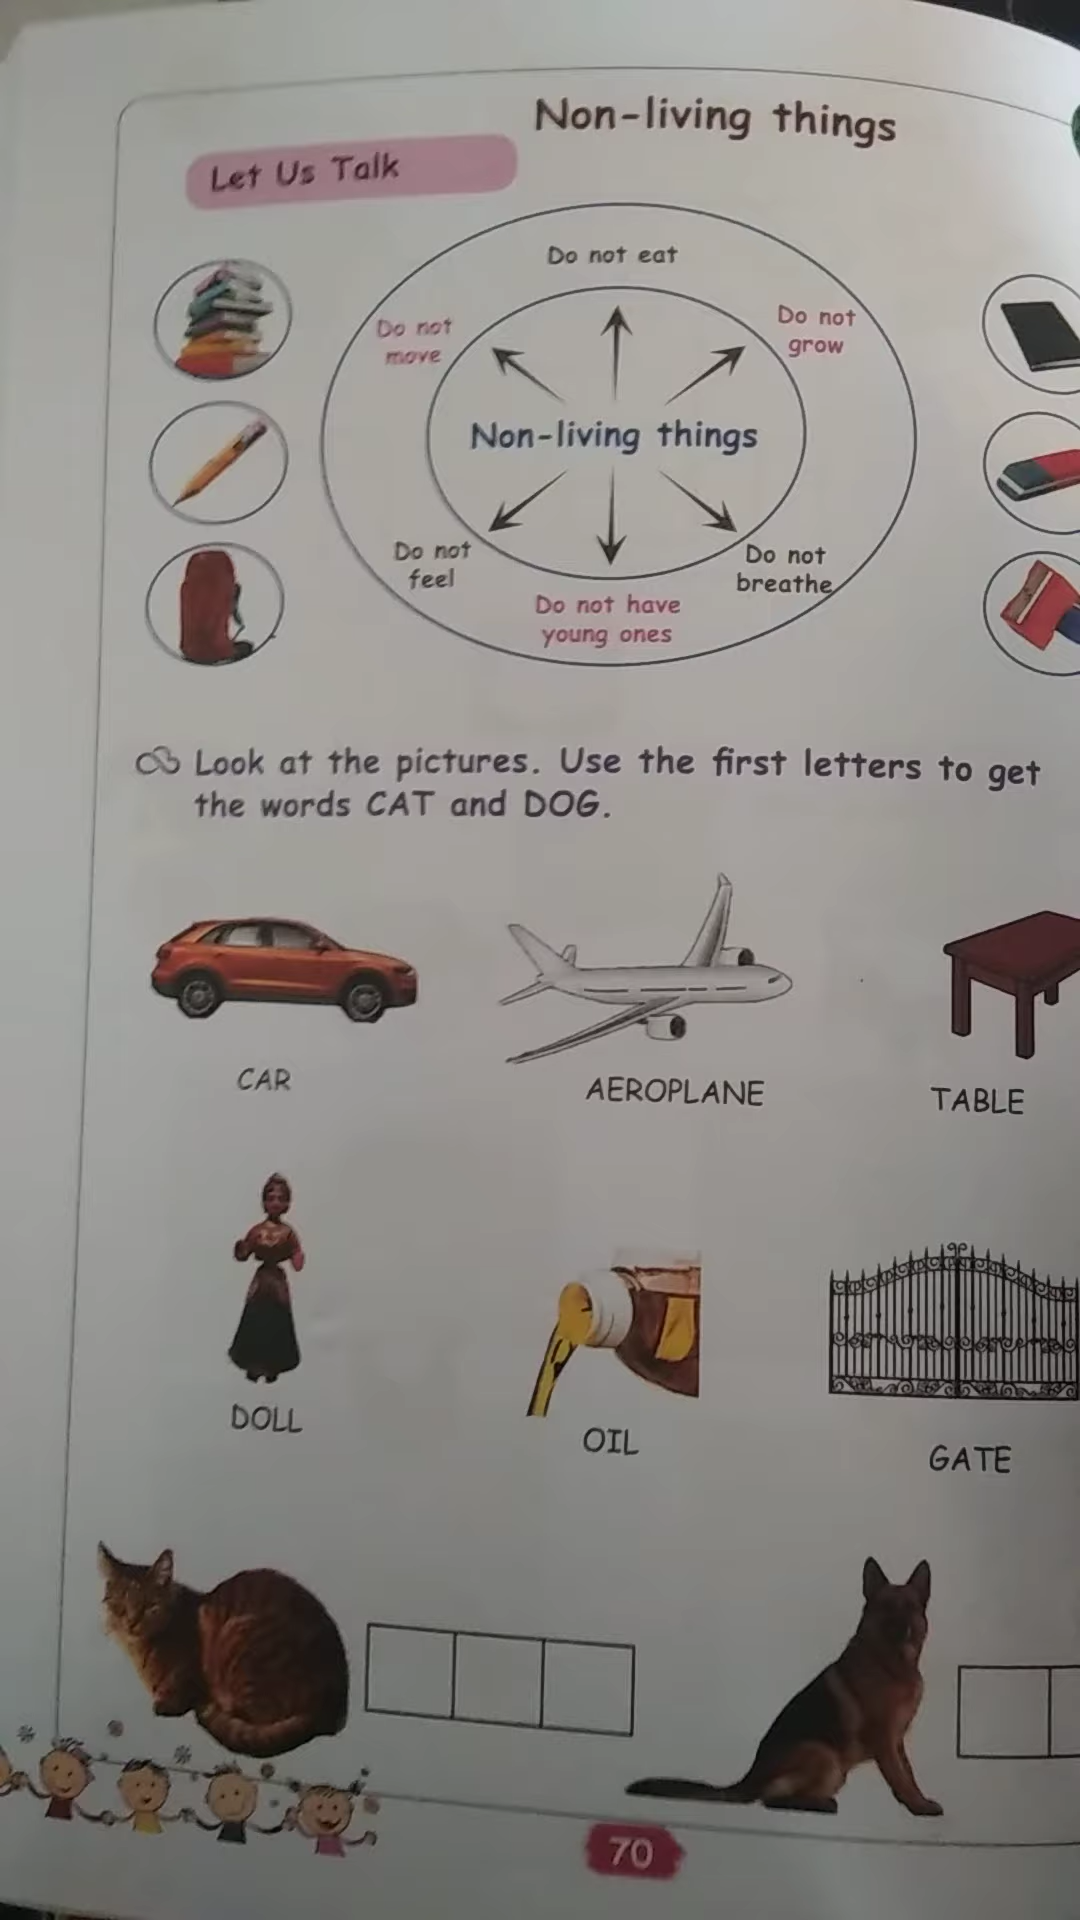 Non-living things
Let Us Talk
Do not eat
Do not
move
Do not
grow
Non-living things
Do not
feel
Do not
breathe
Do not have
young ones
Look at the pictures. Use the first letters to get
the words CAT and DOG.
CAR
AEROPLANE
TABLE
DOLL
OIL
GATE
70